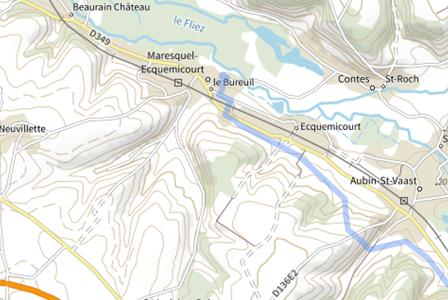 Beaurain Château
le Fliez
D349
Maresquel-
Ecquemicourt
le Bureuil
Contes
St-Roch
Neuvillette
Ecquemicourt
Aubin-St-Vaast
D136E2